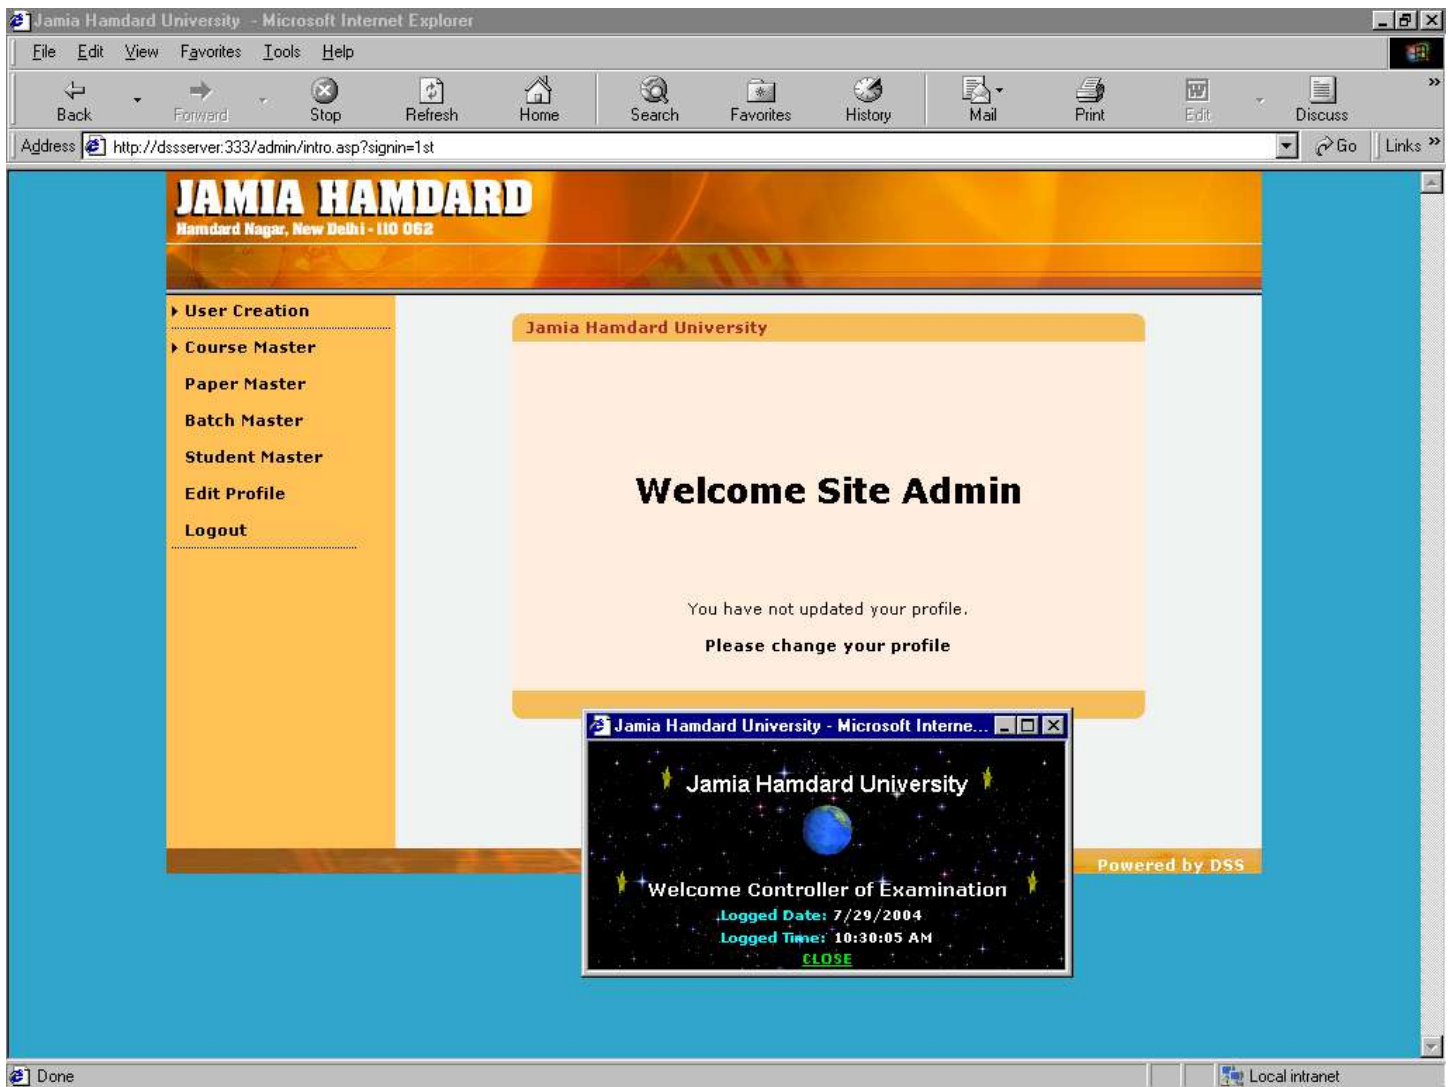 Jamia Hamdard University - Microsoft Internet Explorer
File Edit View Favorites Tools Help
Back Forward Stop Refresh Home Search Favorites History Mail Print Edit Discuss »
Address http://dssserver:333/admin/intro.asp?signin=1st Go Links »
JAMIA HAMDARD
Hamdard Nagar, New Delhi - 110 062
User Creation
Course Master
Paper Master
Batch Master
Student Master
Edit Profile
Logout
Jamia Hamdard University
Welcome Site Admin
You have not updated your profile.
Please change your profile
Jamia Hamdard University - Microsoft Interne...
Jamia Hamdard University
Welcome Controller of Examination
Logged Date: 7/29/2004
Logged Time: 10:30:05 AM
CLOSE
Powered by DSS
Done Local intranet